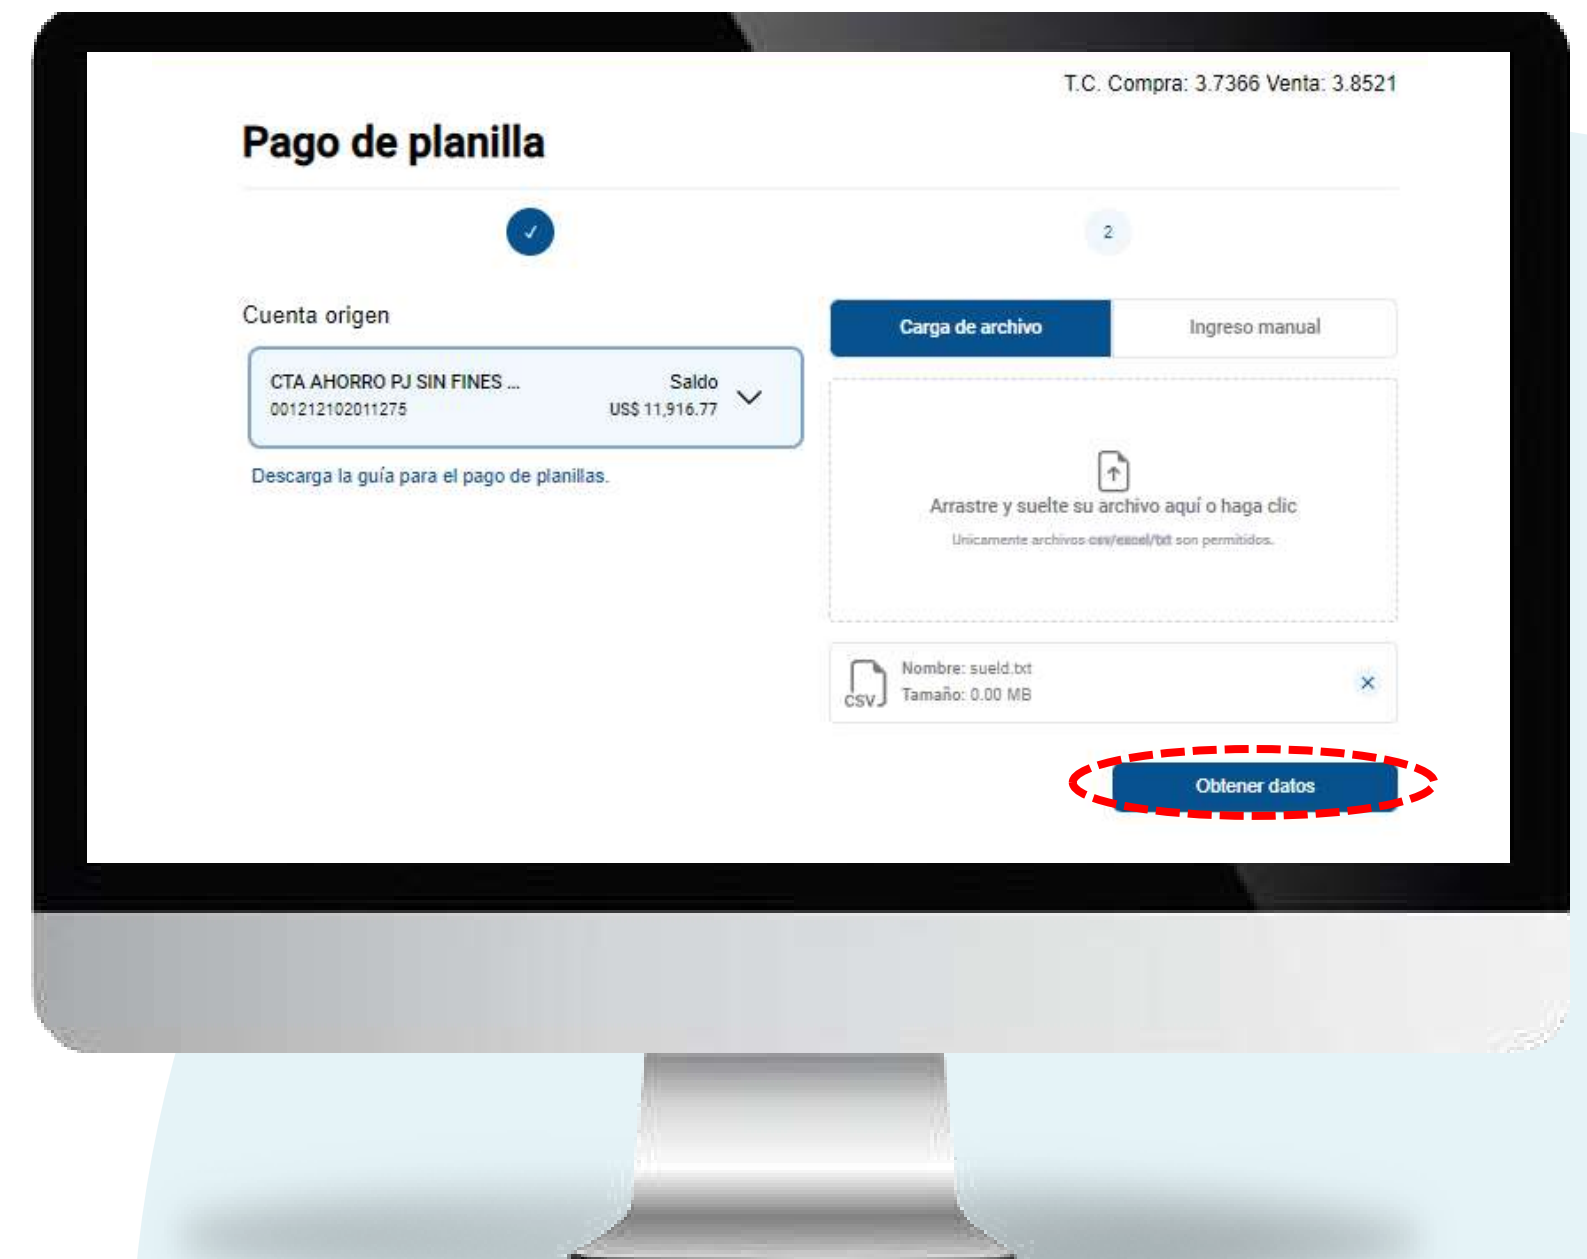 T.C. Compra: 3.7366 Venta: 3.8521
Pago de planilla
2
Cuenta origen
CTA AHORRO PJ SIN FINES ... Saldo
001212102011275 US$ 11,916.77
Descarga la guía para el pago de planillas.
Carga de archivo Ingreso manual
Arrastre y suelte su archivo aquí o haga clic
Unicamente archivos csv/excel/txt son permitidos.
CSV
Nombre: sueld.txt
Tamaño: 0.00 MB
Obtener datos